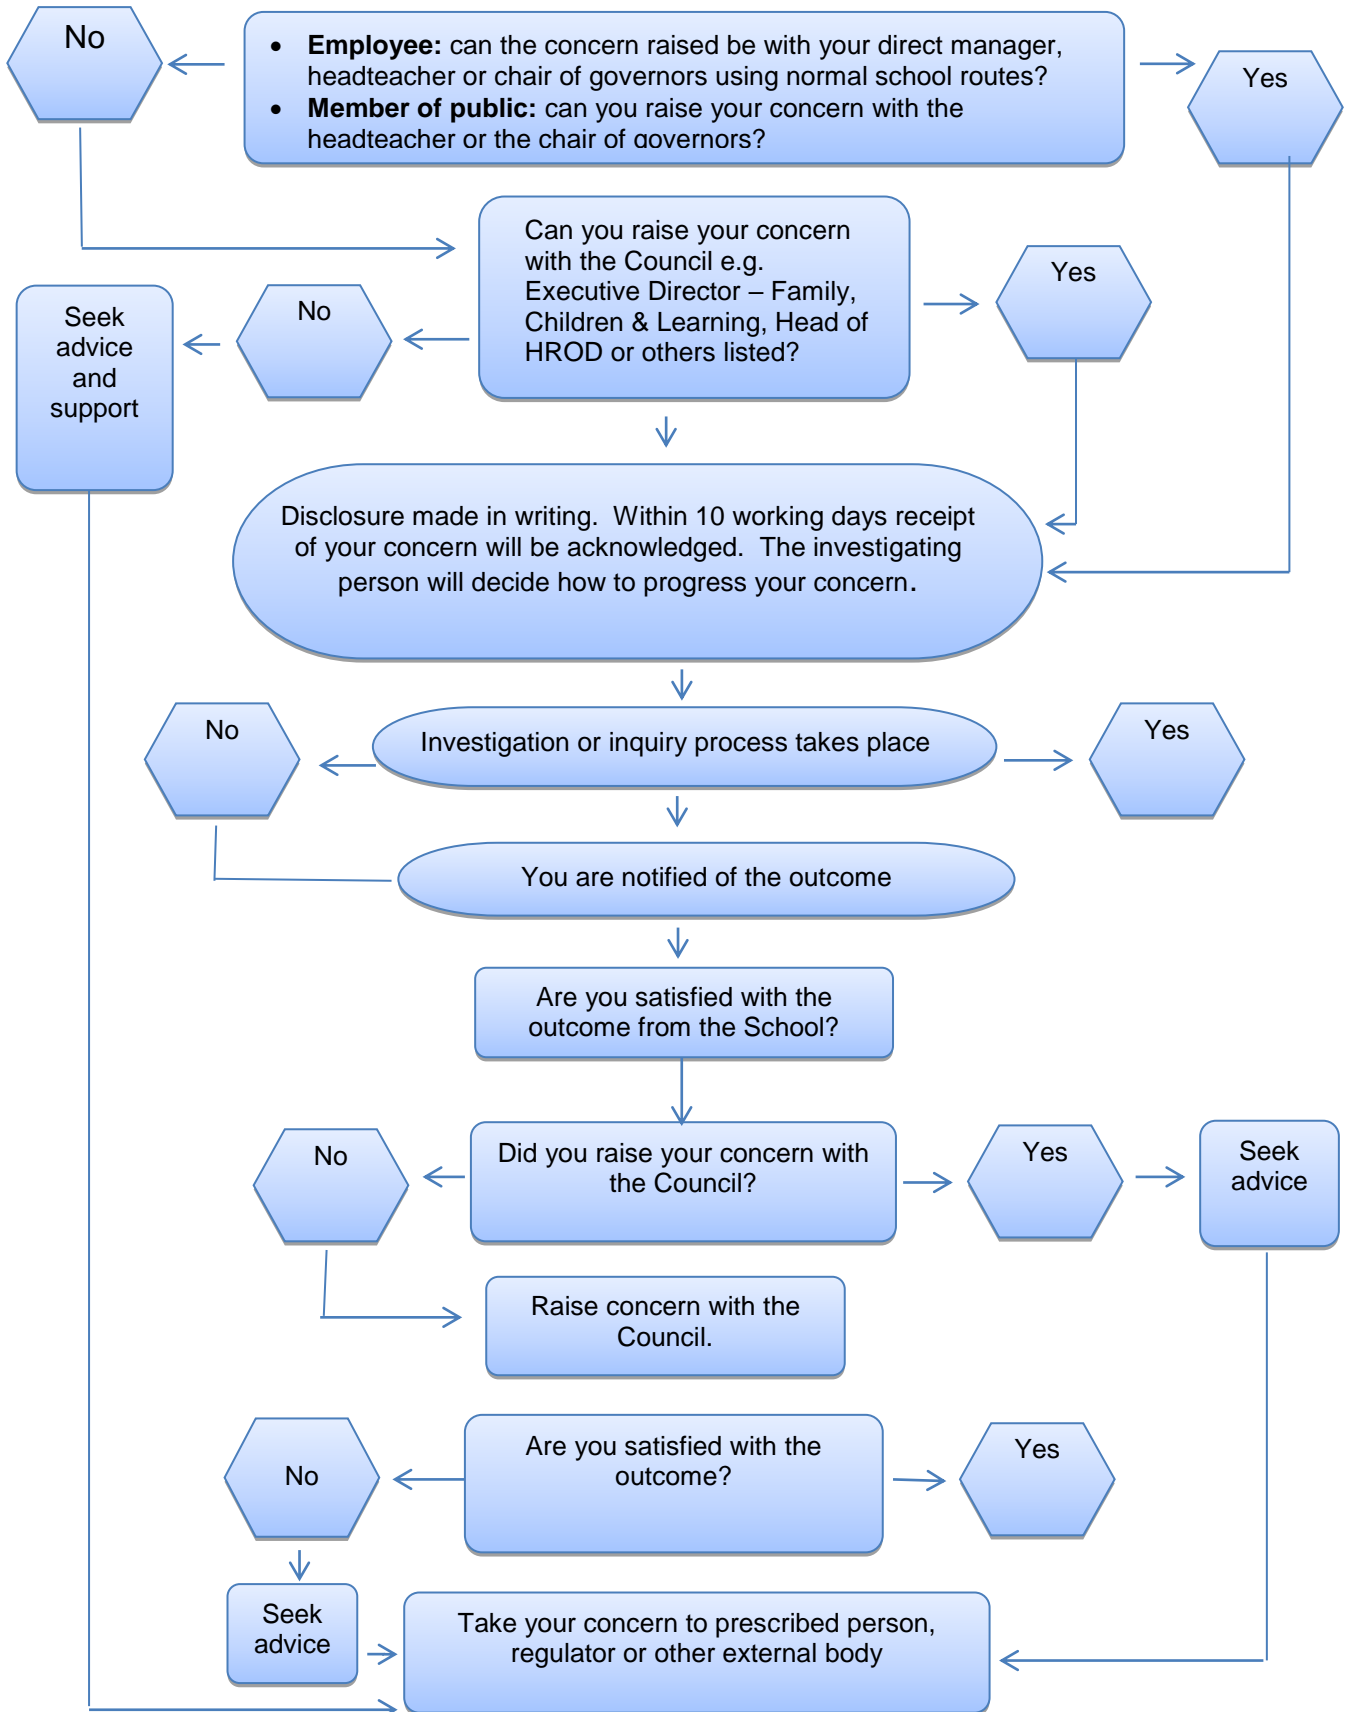 No
• Employee: can the concern raised be with your direct manager,
headteacher or chair of governors using normal school routes?
• Member of public: can you raise your concern with the
headteacher or the chair of governors?
Yes
Can you raise your concern
with the Council e.g.
Executive Director – Family,
Children & Learning, Head of
HROD or others listed?
Yes
No
Seek
advice
and
support
Disclosure made in writing.  Within 10 working days receipt
of your concern will be acknowledged.  The investigating
person will decide how to progress your concern.
No
Investigation or inquiry process takes place
Yes
You are notified of the outcome
Are you satisfied with the
outcome from the School?
No
Did you raise your concern with
the Council?
Yes
Seek
advice
Raise concern with the
Council.
No
Are you satisfied with the
outcome?
Yes
Seek
advice
Take your concern to prescribed person,
regulator or other external body